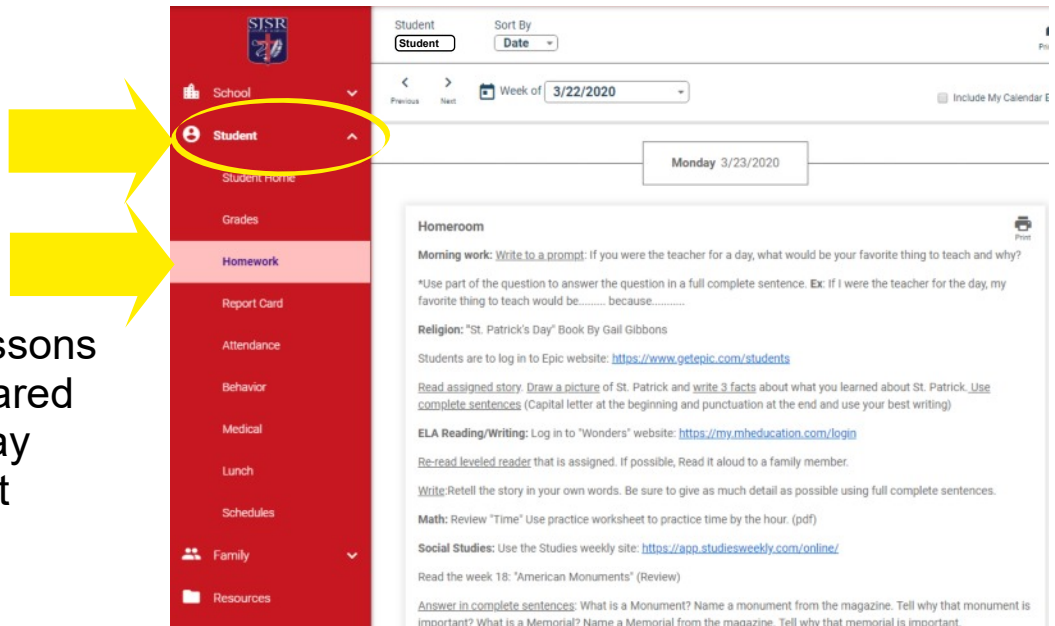 ssons
ared
ay
t
SJSR
School
Student
Student Home
Grades
Homework
Report Card
Attendance
Behavior
Medical
Lunch
Schedules
Family
Resources
Student Sort By
Student Date
Previous Next Week of 3/22/2020
Include My Calendar E
Monday 3/23/2020
Homeroom
Print
Morning work: Write to a prompt: If you were the teacher for a day, what would be your favorite thing to teach and why?
*Use part of the question to answer the question in a full complete sentence. Ex: If I were the teacher for the day, my
favorite thing to teach would be......... because...........
Religion: "St. Patrick's Day" Book By Gail Gibbons
Students are to log in to Epic website: https://www.getepic.com/students
Read assigned story. Draw a picture of St. Patrick and write 3 facts about what you learned about St. Patrick. Use
complete sentences (Capital letter at the beginning and punctuation at the end and use your best writing)
ELA Reading/Writing: Log in to "Wonders" website: https://my.mheducation.com/login
Re-read leveled reader that is assigned. If possible, Read it aloud to a family member.
Write:Retell the story in your own words. Be sure to give as much detail as possible using full complete sentences.
Math: Review "Time" Use practice worksheet to practice time by the hour. (pdf)
Social Studies: Use the Studies weekly site: https://app.studiesweekly.com/online/
Read the week 18: "American Monuments" (Review)
Answer in complete sentences: What is a Monument? Name a monument from the magazine. Tell why that monument is
important? What is a Memorial? Name a Memorial from the magazine. Tell why that memorial is important.